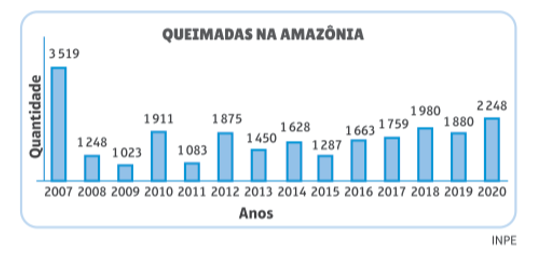 QUEIMADAS NA AMAZÔNIA
Quantidade
3 519
1 248
1 023
1 911
1 083
1 875
1 450
1 628
1 287
1 663
1 759
1 980
1 880
2 248
2007 2008 2009 2010 2011 2012 2013 2014 2015 2016 2017 2018 2019 2020
Anos
INPE